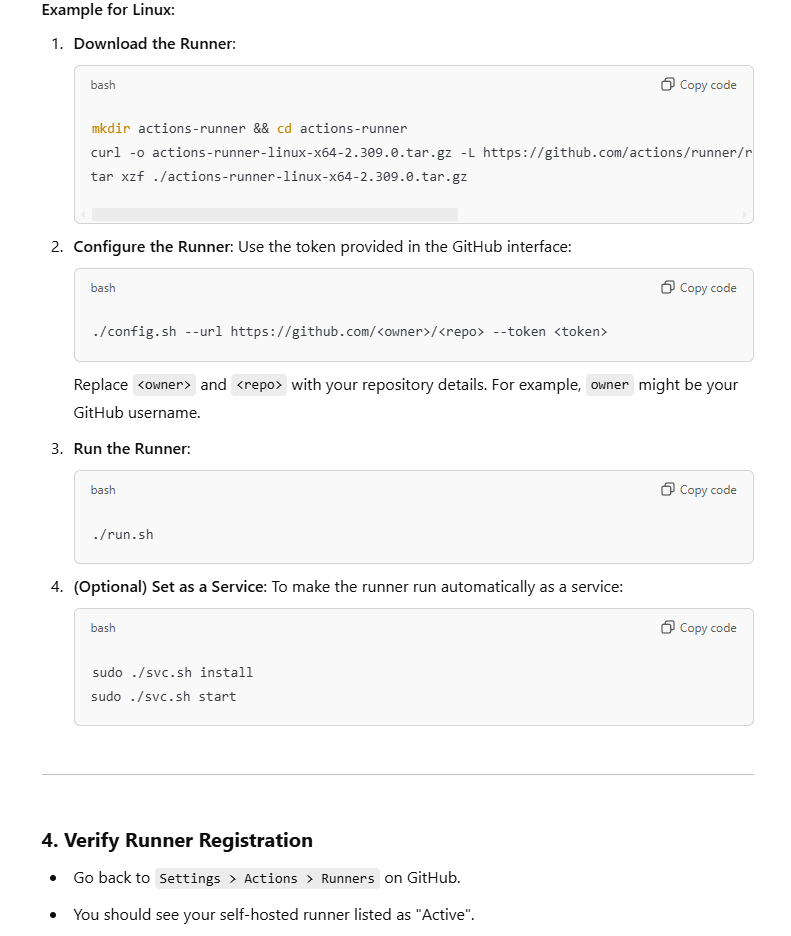 Example for Linux:
1. Download the Runner:
bash
Copy code
mkdir actions-runner && cd actions-runner
curl -o actions-runner-linux-x64-2.309.0.tar.gz -L https://github.com/actions/runner/r
tar xzf ./actions-runner-linux-x64-2.309.0.tar.gz
2. Configure the Runner: Use the token provided in the GitHub interface:
bash
Copy code
./config.sh --url https://github.com/<owner>/<repo> --token <token>
Replace <owner> and <repo> with your repository details. For example, owner might be your
GitHub username.
3. Run the Runner:
bash
Copy code
./run.sh
4. (Optional) Set as a Service: To make the runner run automatically as a service:
bash
Copy code
sudo ./svc.sh install
sudo ./svc.sh start
4. Verify Runner Registration
• Go back to Settings > Actions > Runners on GitHub.
• You should see your self-hosted runner listed as "Active".